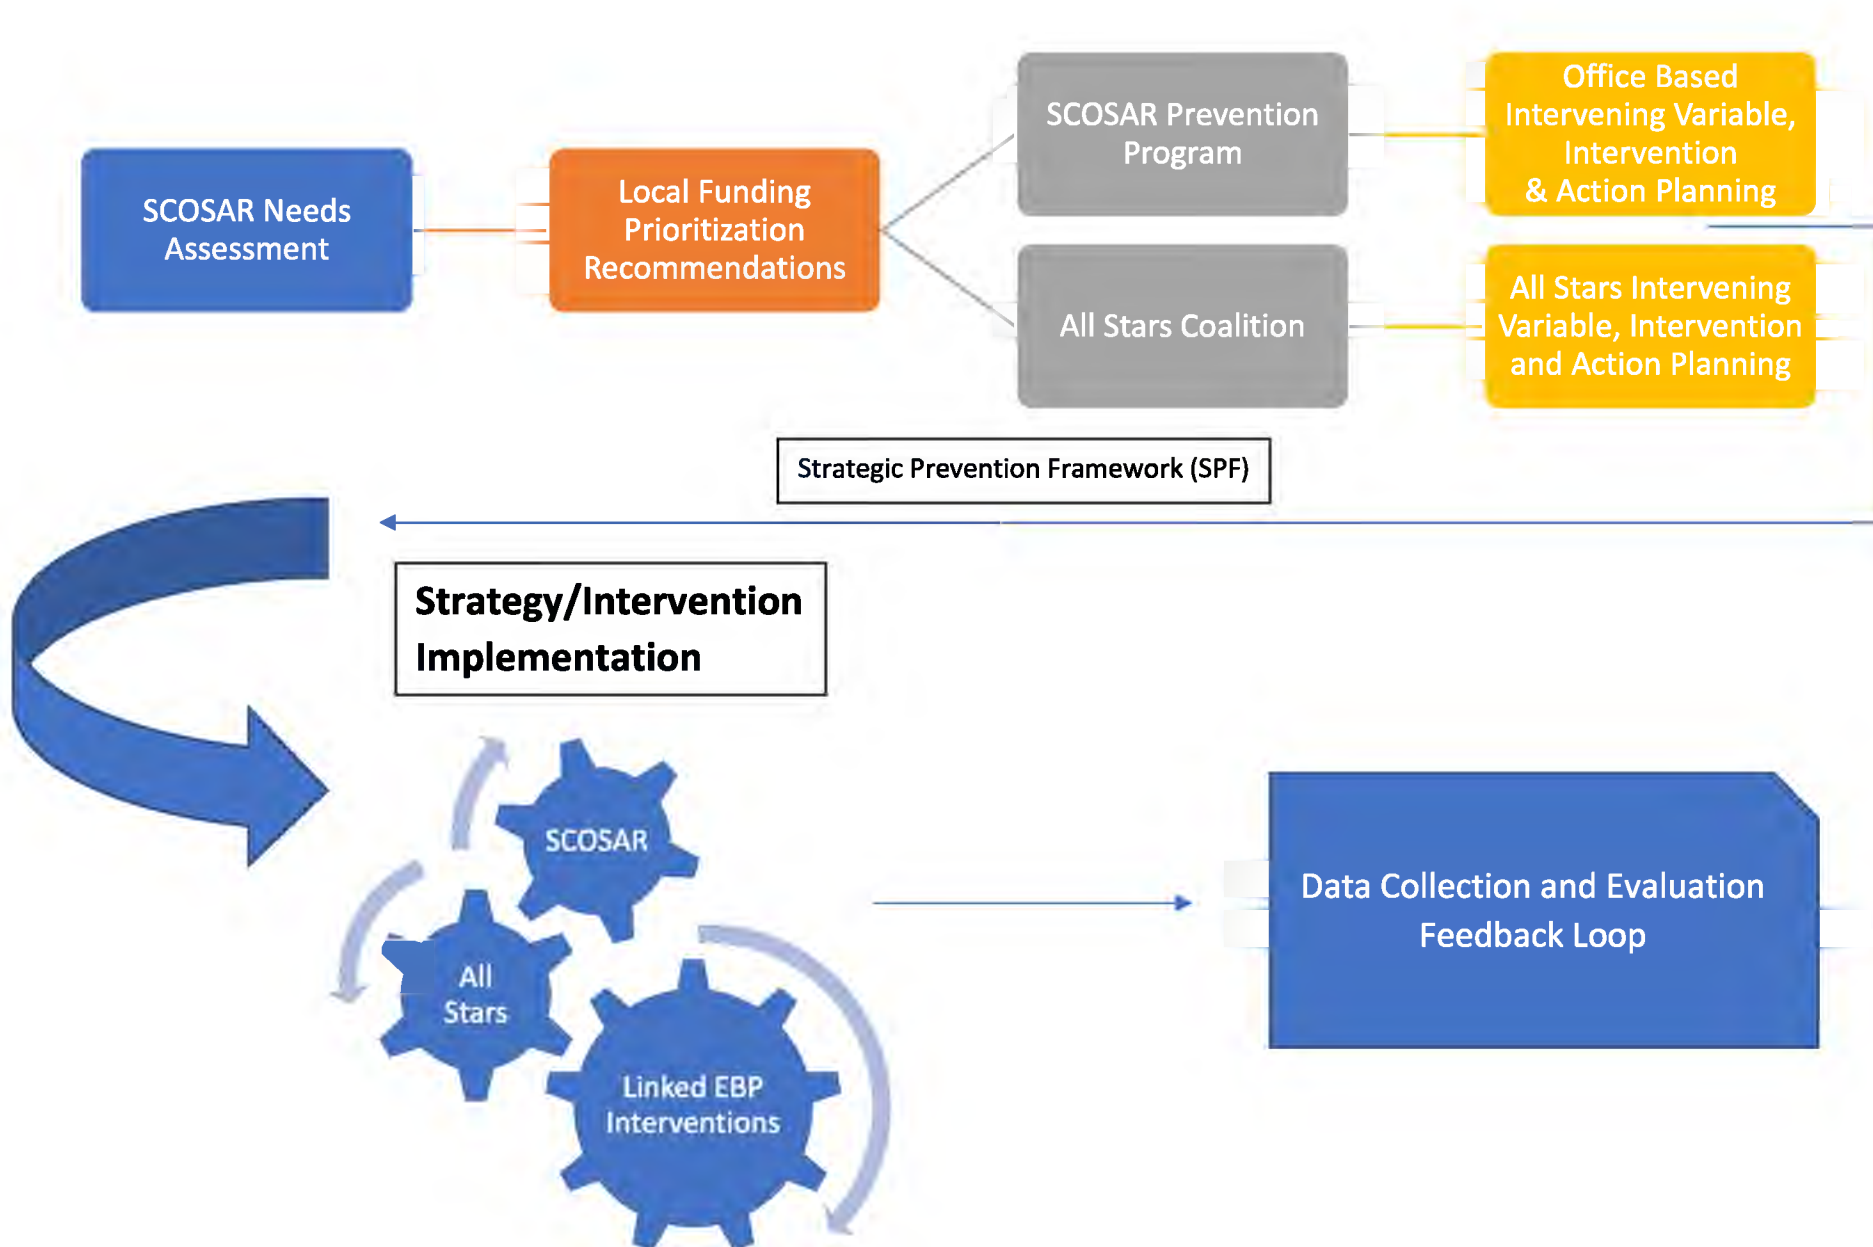 SCOSAR Needs
Assessment
Local Funding
Prioritization
Recommendations
SCOSAR Prevention
Program
All Stars Coalition
Office Based
Intervening Variable,
Intervention
& Action Planning
All Stars Intervening
Variable, Intervention
and Action Planning
Strategic Prevention Framework (SPF)
Strategy/Intervention
Implementation
SCOSAR
All
Stars
Linked EBP
Interventions
Data Collection and Evaluation
Feedback Loop